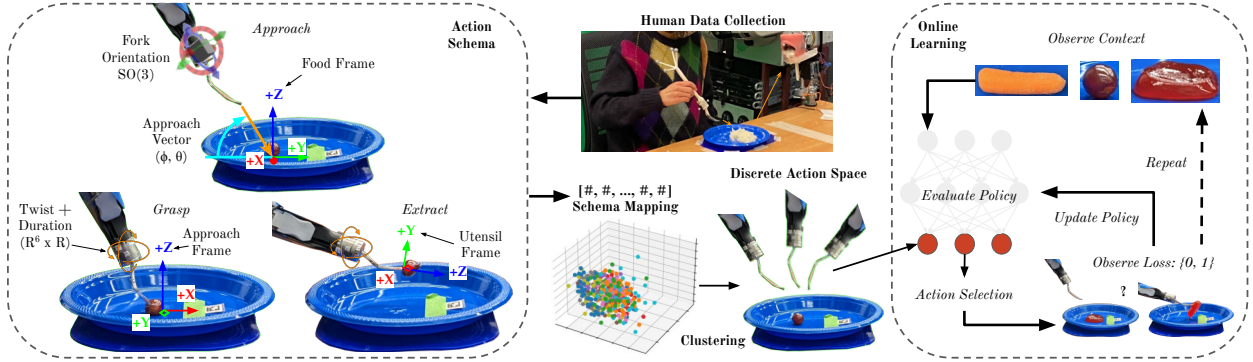 Action
Schema
Approach
Fork
Orientation
SO(3)
Food Frame
+Z
Approach
Vector
(ϕ, θ)
+X
+Y
Twist +
Duration
(R⁶ x R)
Grasp
Approach
Frame
+Z
+X
+Y
Extract
Utensil
Frame
+Y
+X
+Z
Human Data Collection
[#, #, ..., #, #]
Schema Mapping
Discrete Action Space
Clustering
Online
Learning
Observe Context
Evaluate Policy
Repeat
Update Policy
Observe Loss: {0, 1}
Action Selection
?